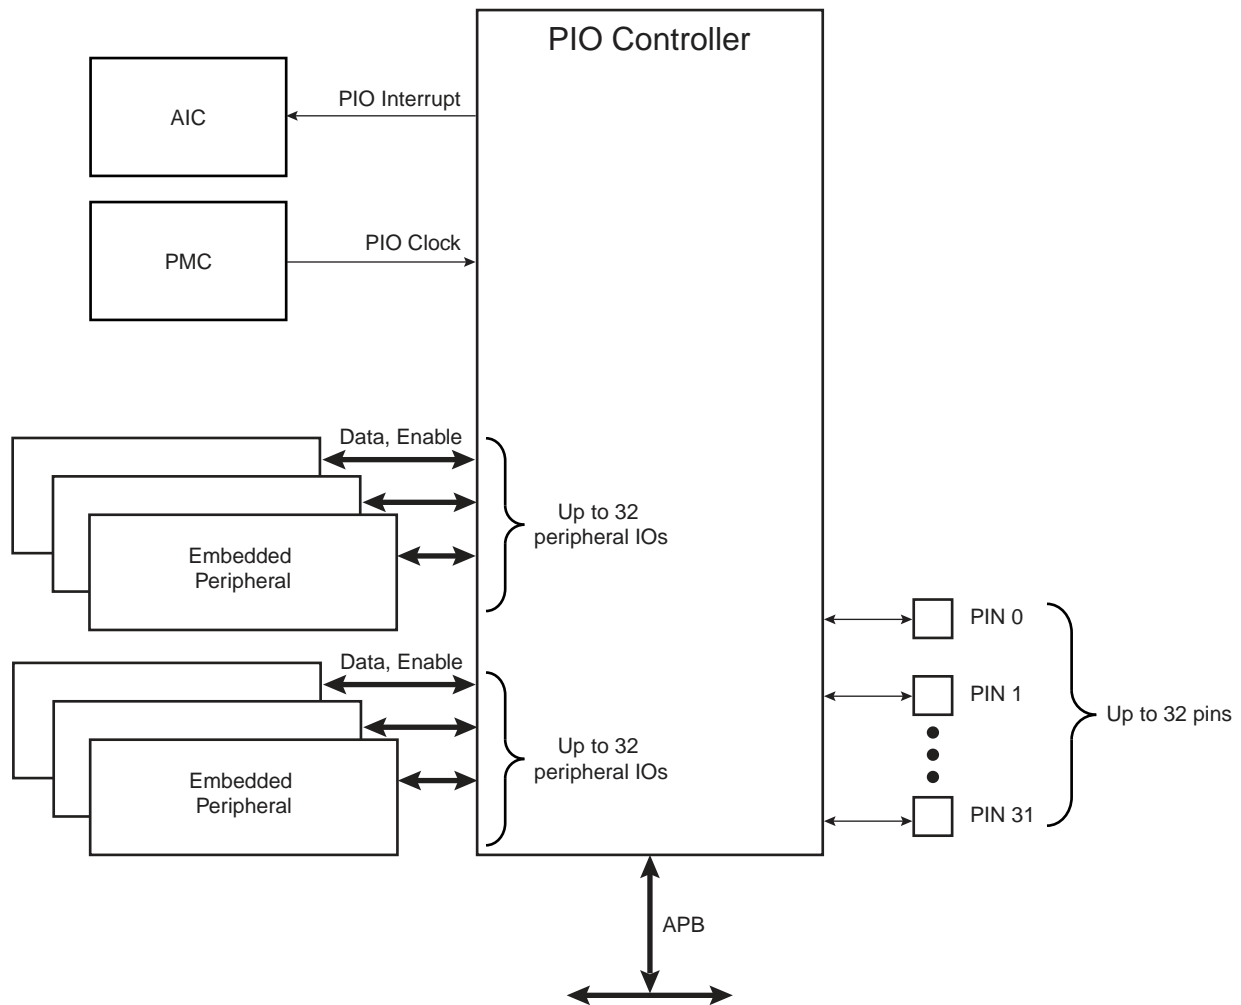 PIO Controller
PIO Interrupt
AIC
PIO Clock
PMC
Data, Enable
Up to 32
peripheral IOs
Embedded
Peripheral
PIN 0
Data, Enable
PIN 1
Up to 32 pins
Up to 32
peripheral IOs
Embedded
Peripheral
PIN 31
APB